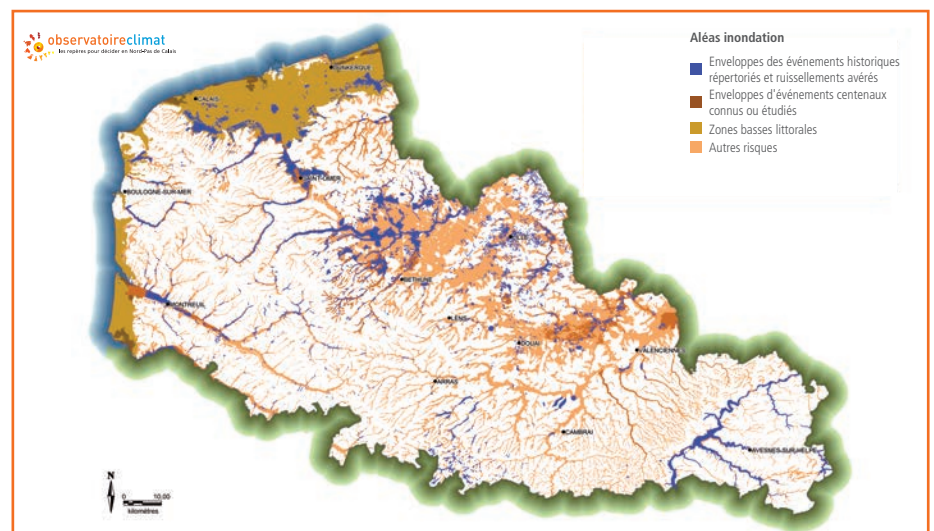 observatoireclimat
les repères pour décider en Nord-Pas de Calais
Aléas inondation
Enveloppes des événements historiques
répertoriés et ruissellements avérés
Enveloppes d'événements centenaux
connus ou étudiés
Zones basses littorales
Autres risques
DUNKERQUE
CALAIS
SAINT-OMER
BOULOGNE-SUR-MER
BETHUNE
MONTREUIL
LENS
DOUAI
VALENCIENNES
ARRAS
CAMBRAI
AVESNES-SUR-HELPE
N
0 10,00
kilomètres